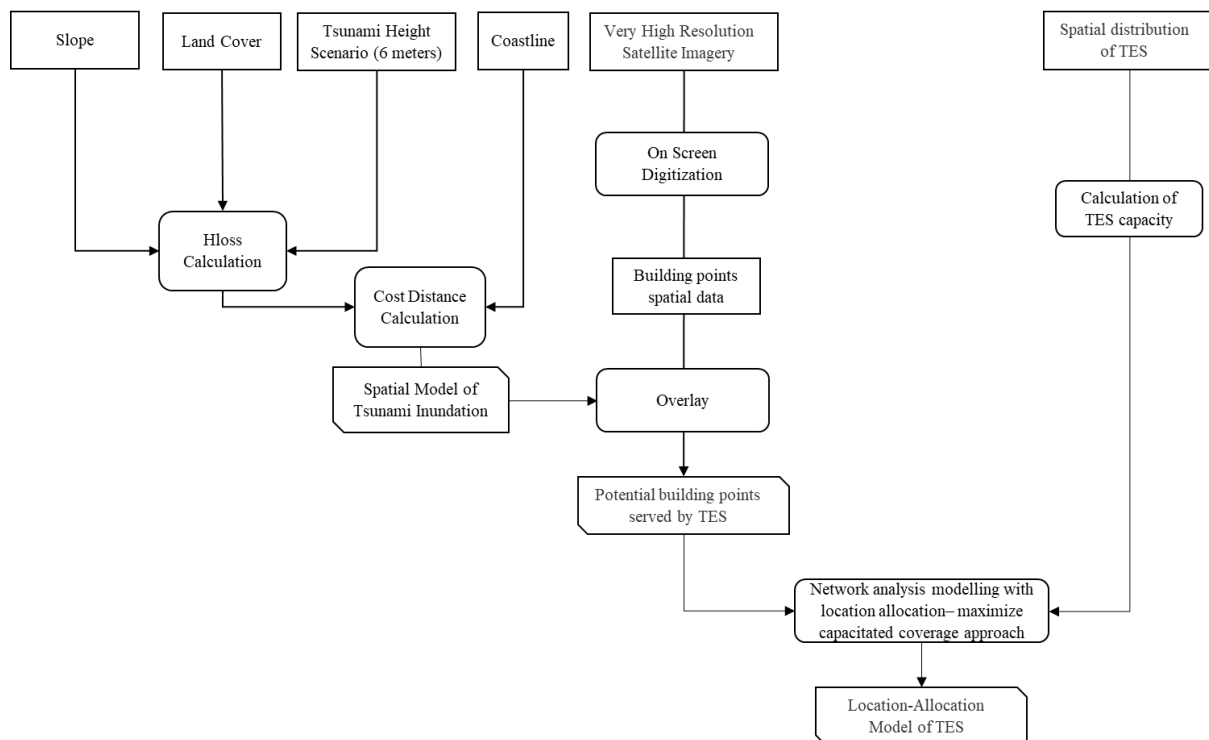 Slope
Land Cover
Tsunami Height
Scenario (6 meters)
Coastline
Very High Resolution
Satellite Imagery
Spatial distribution
of TES
On Screen
Digitization
Calculation of
TES capacity
Hloss
Calculation
Building points
spatial data
Cost Distance
Calculation
Spatial Model of
Tsunami Inundation
Overlay
Potential building points
served by TES
Network analysis modelling with
location allocation– maximize
capacitated coverage approach
Location-Allocation
Model of TES